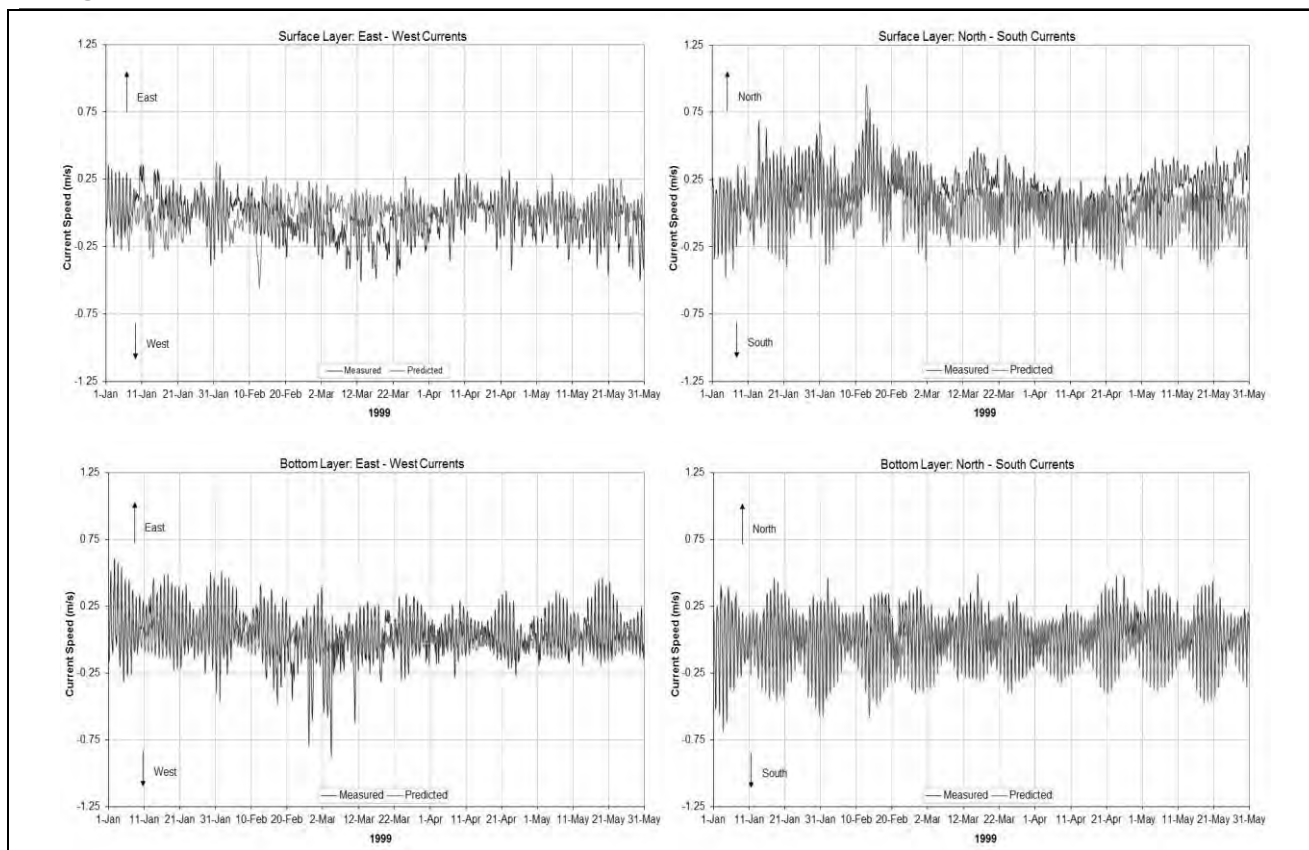 Surface Layer: East - West Currents
1.25
0.75
0.25
-0.25
-0.75
-1.25
Current Speed (m/s)
East
West
Measured Predicted
1-Jan 11-Jan 21-Jan 31-Jan 10-Feb 20-Feb 2-Mar 12-Mar 22-Mar 1-Apr 11-Apr 21-Apr 1-May 11-May 21-May 31-May
1999
Surface Layer: North - South Currents
1.25
0.75
0.25
-0.25
-0.75
-1.25
Current Speed (m/s)
North
South
Measured Predicted
1-Jan 11-Jan 21-Jan 31-Jan 10-Feb 20-Feb 2-Mar 12-Mar 22-Mar 1-Apr 11-Apr 21-Apr 1-May 11-May 21-May 31-May
1999
Bottom Layer: East - West Currents
1.25
0.75
0.25
-0.25
-0.75
-1.25
Current Speed (m/s)
East
West
Measured Predicted
1-Jan 11-Jan 21-Jan 31-Jan 10-Feb 20-Feb 2-Mar 12-Mar 22-Mar 1-Apr 11-Apr 21-Apr 1-May 11-May 21-May 31-May
1999
Bottom Layer: North - South Currents
1.25
0.75
0.25
-0.25
-0.75
-1.25
Current Speed (m/s)
North
South
Measured Predicted
1-Jan 11-Jan 21-Jan 31-Jan 10-Feb 20-Feb 2-Mar 12-Mar 22-Mar 1-Apr 11-Apr 21-Apr 1-May 11-May 21-May 31-May
1999